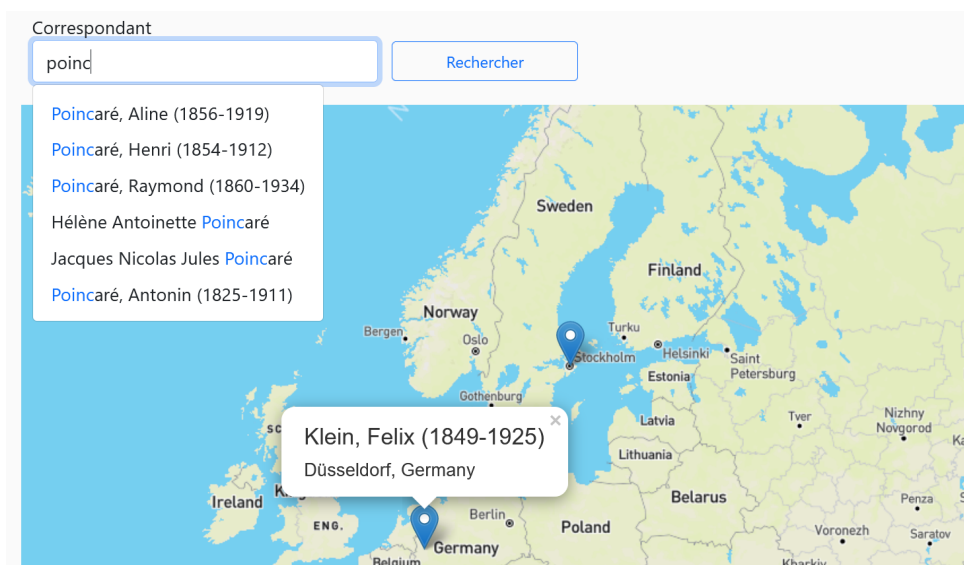 Correspondant
poinc
Rechercher
Poincaré, Aline (1856-1919)
Poincaré, Henri (1854-1912)
Poincaré, Raymond (1860-1934)
Hélène Antoinette Poincaré
Jacques Nicolas Jules Poincaré
Poincaré, Antonin (1825-1911)
Sweden
Finland
Norway
Bergen
Oslo
Turku
Helsinki
Stockholm
Saint
Petersburg
Estonia
Gothenburg
Latvia
Tver
Nizhny
Novgorod
Klein, Felix (1849-1925)
×
Düsseldorf, Germany
Lithuania
Ireland
Belarus
Penza
ENG.
Berlin
Poland
Voronezh
Saratov
Germany
Belgium
Kharkiv